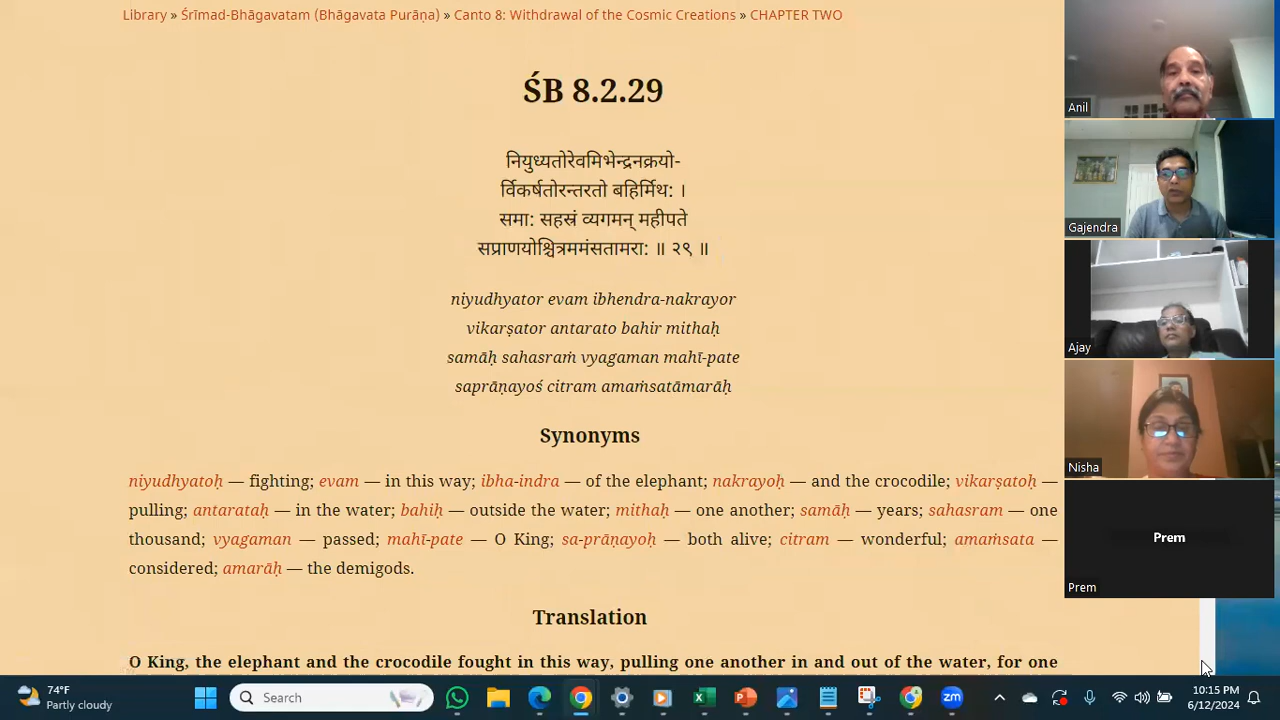 Library » Śrīmad-Bhāgavatam (Bhāgavata Purāṇa) » Canto 8: Withdrawal of the Cosmic Creations » CHAPTER TWO
ŚB 8.2.29
नियुध्यतोरेवमिभेन्द्रनक्रयो-
र्विकर्षतोरन्तरतो बहिर्मिथ: ।
समा: सहस्रं व्यगमन् महीपते
सप्राणयोश्चित्रममंसतामरा: ॥ २९ ॥
niyudhyator evam ibhendra-nakrayor
vikarṣator antarato bahir mithaḥ
samāḥ sahasraṁ vyagaman mahī-pate
saprāṇayoś citram amaṁsatāmarāḥ
Synonyms
niyudhyatoḥ — fighting; evam — in this way; ibha-indra — of the elephant; nakrayoḥ — and the crocodile; vikarṣatoḥ —
pulling; antarataḥ — in the water; bahiḥ — outside the water; mithaḥ — one another; samāḥ — years; sahasram — one
thousand; vyagaman — passed; mahī-pate — O King; sa-prāṇayoḥ — both alive; citram — wonderful; amaṁsata —
considered; amarāḥ — the demigods.
Translation
O King, the elephant and the crocodile fought in this way, pulling one another in and out of the water, for one
Anil
Gajendra
Ajay
Nisha
Prem
Prem
74°F
Partly cloudy
Search
zm
10:15 PM
6/12/2024